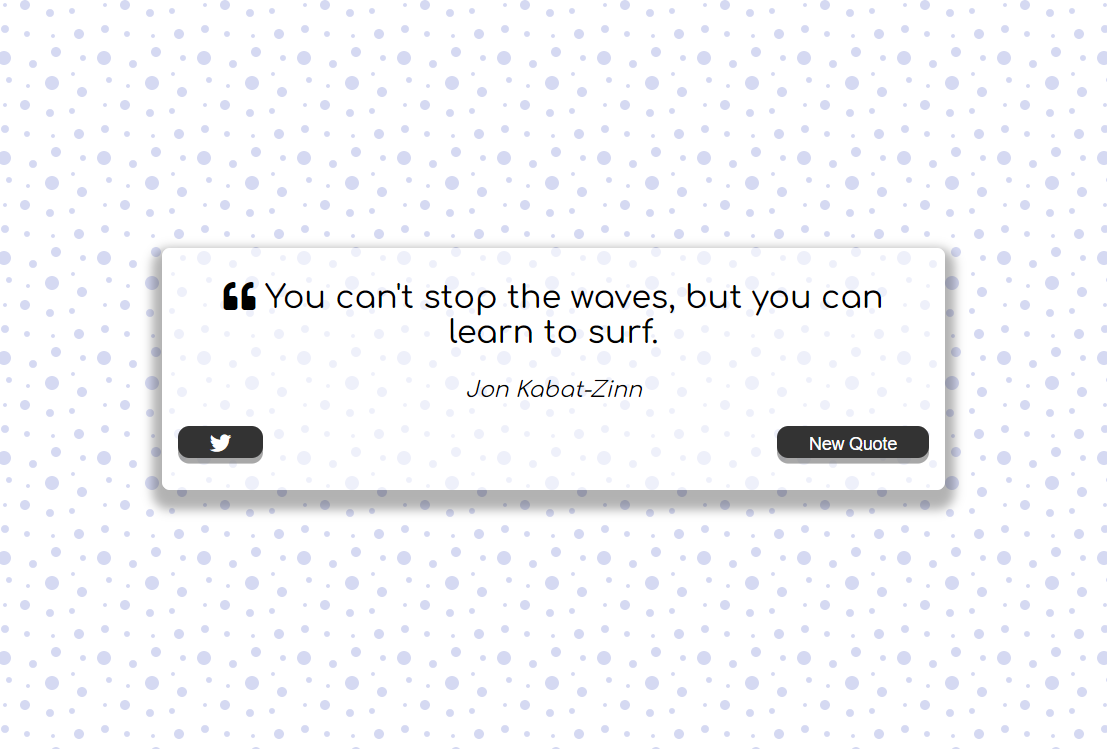 ❝ You can't stop the waves, but you can
learn to surf.
Jon Kabat-Zinn
New Quote